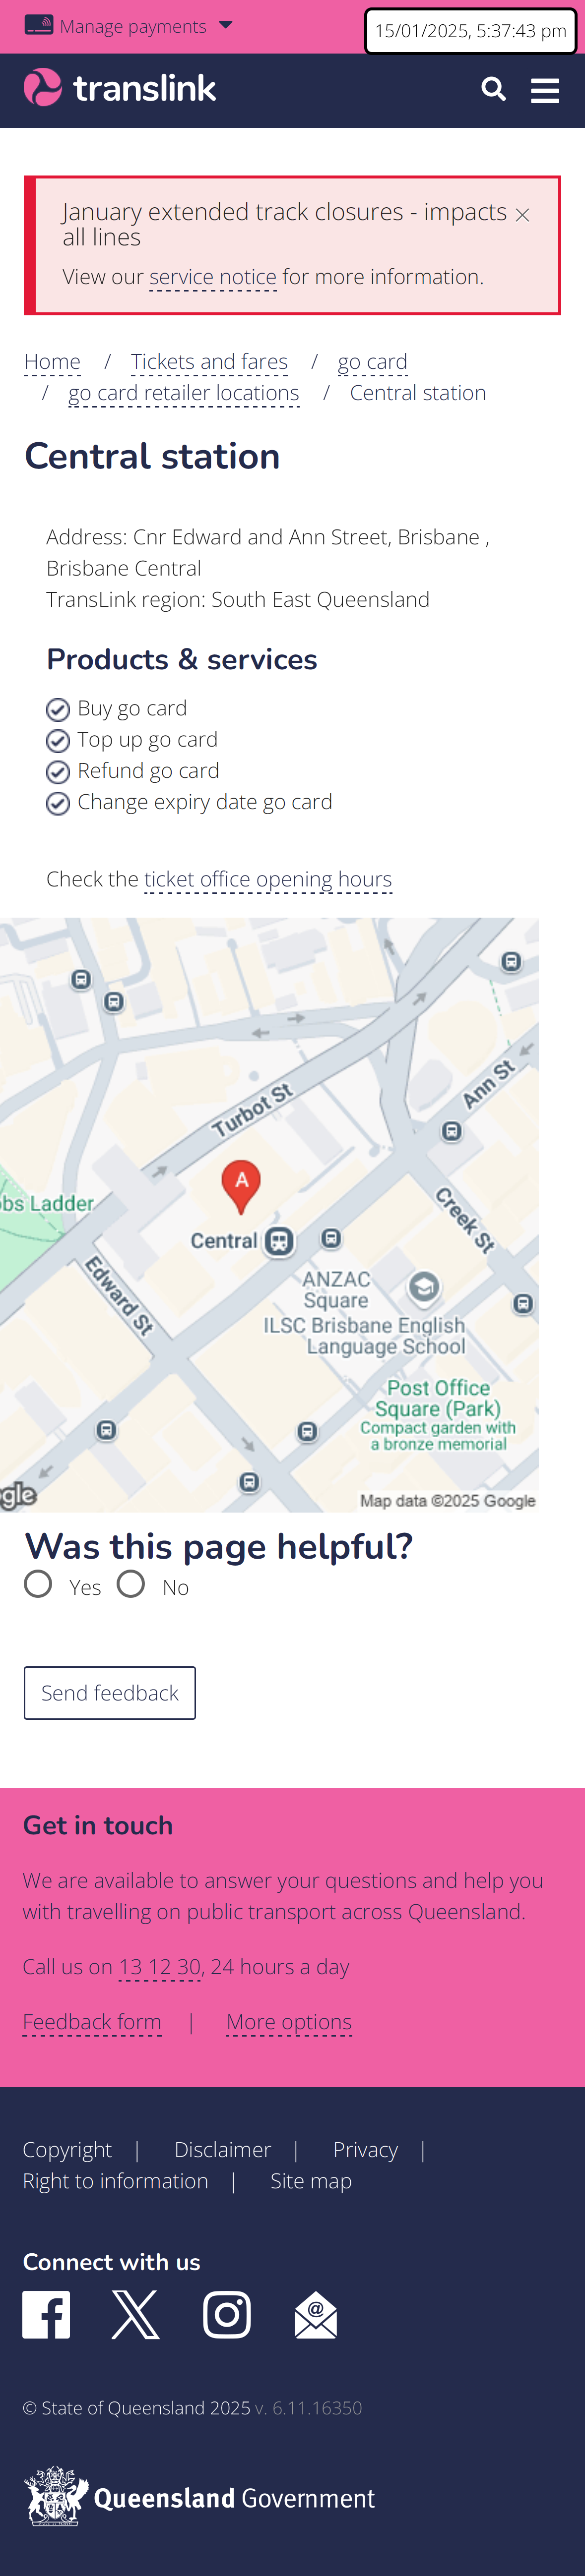 Manage payments
15/01/2025, 5:37:43 pm
translink
January extended track closures - impacts
all lines
View our service notice for more information.
Home / Tickets and fares / go card
/ go card retailer locations / Central station
Central station
Address: Cnr Edward and Ann Street, Brisbane ,
Brisbane Central
TransLink region: South East Queensland
Products & services
Buy go card
Top up go card
Refund go card
Change expiry date go card
Check the ticket office opening hours
Ann St
Turbot St
A
obs Ladder
Creek St
Central
Edward St
ANZAC
Square
ILSC Brisbane English
Language School
Post Office
Square (Park)
Compact garden with
a bronze memorial
ogle
Map data ©2025 Google
Was this page helpful?
Yes No
Send feedback
Get in touch
We are available to answer your questions and help you
with travelling on public transport across Queensland.
Call us on 13 12 30, 24 hours a day
Feedback form | More options
Copyright | Disclaimer | Privacy |
Right to information | Site map
Connect with us
© State of Queensland 2025 v. 6.11.16350
Queensland Government